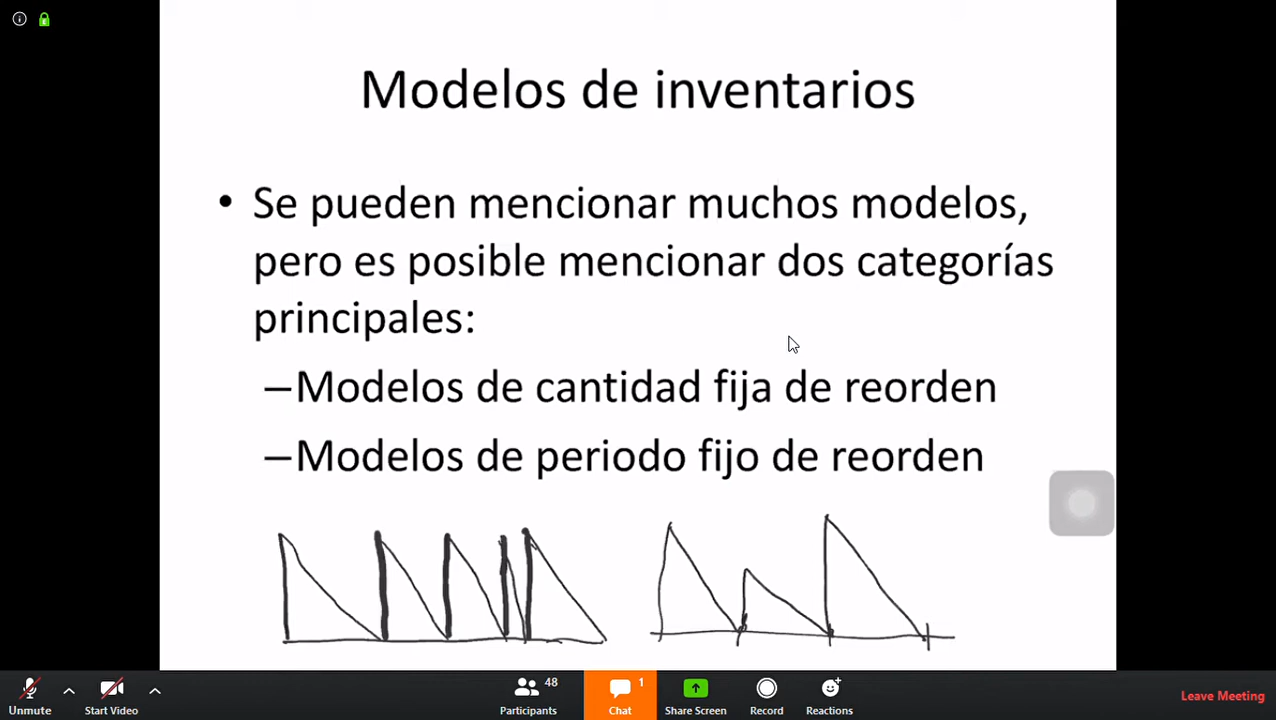 Modelos de inventarios
• Se pueden mencionar muchos modelos,
pero es posible mencionar dos categorías
principales:
–Modelos de cantidad fija de reorden
–Modelos de periodo fijo de reorden
Unmute
Start Video
48
Participants
1
Chat
Share Screen
Record
Reactions
Leave Meeting